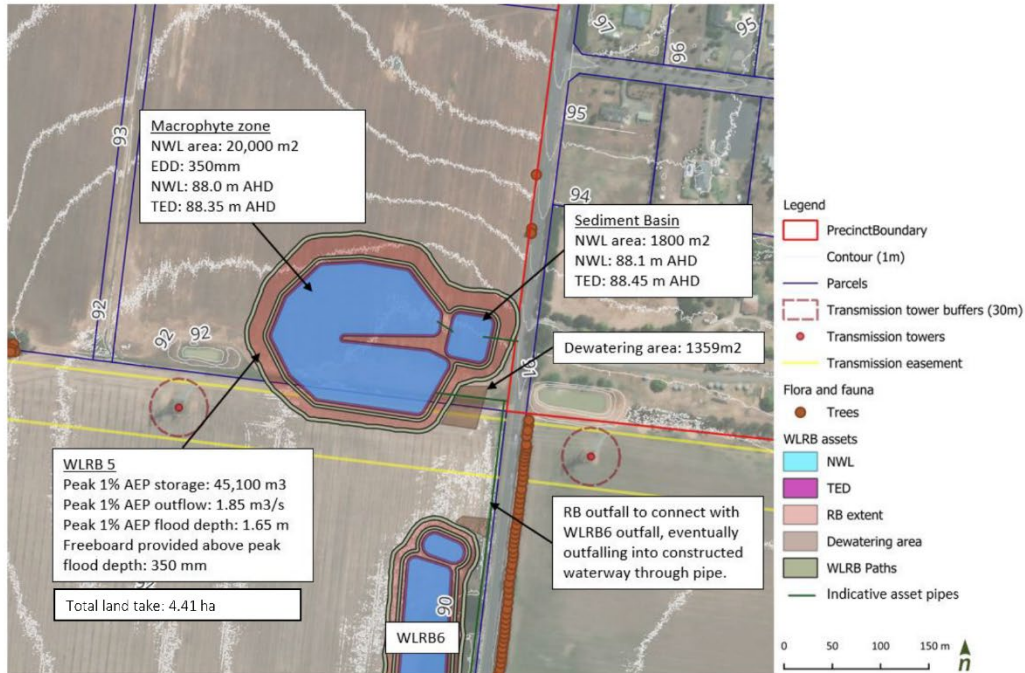 97
95
96
95
94
93
92
92
92
91
90
Macrophyte zone
NWL area: 20,000 m2
EDD: 350mm
NWL: 88.0 m AHD
TED: 88.35 m AHD
Sediment Basin
NWL area: 1800 m2
NWL: 88.1 m AHD
TED: 88.45 m AHD
Dewatering area: 1359m2
WLRB 5
Peak 1% AEP storage: 45,100 m3
Peak 1% AEP outflow: 1.85 m3/s
Peak 1% AEP flood depth: 1.65 m
Freeboard provided above peak
flood depth: 350 mm
Total land take: 4.41 ha
RB outfall to connect with
WLRB6 outfall, eventually
outfalling into constructed
waterway through pipe.
WLRB6
Legend
PrecinctBoundary
Contour (1m)
Parcels
Transmission tower buffers (30m)
Transmission towers
Transmission easement
Flora and fauna
Trees
WLRB assets
NWL
TED
RB extent
Dewatering area
WLRB Paths
Indicative asset pipes
0 50 100 150 m
n